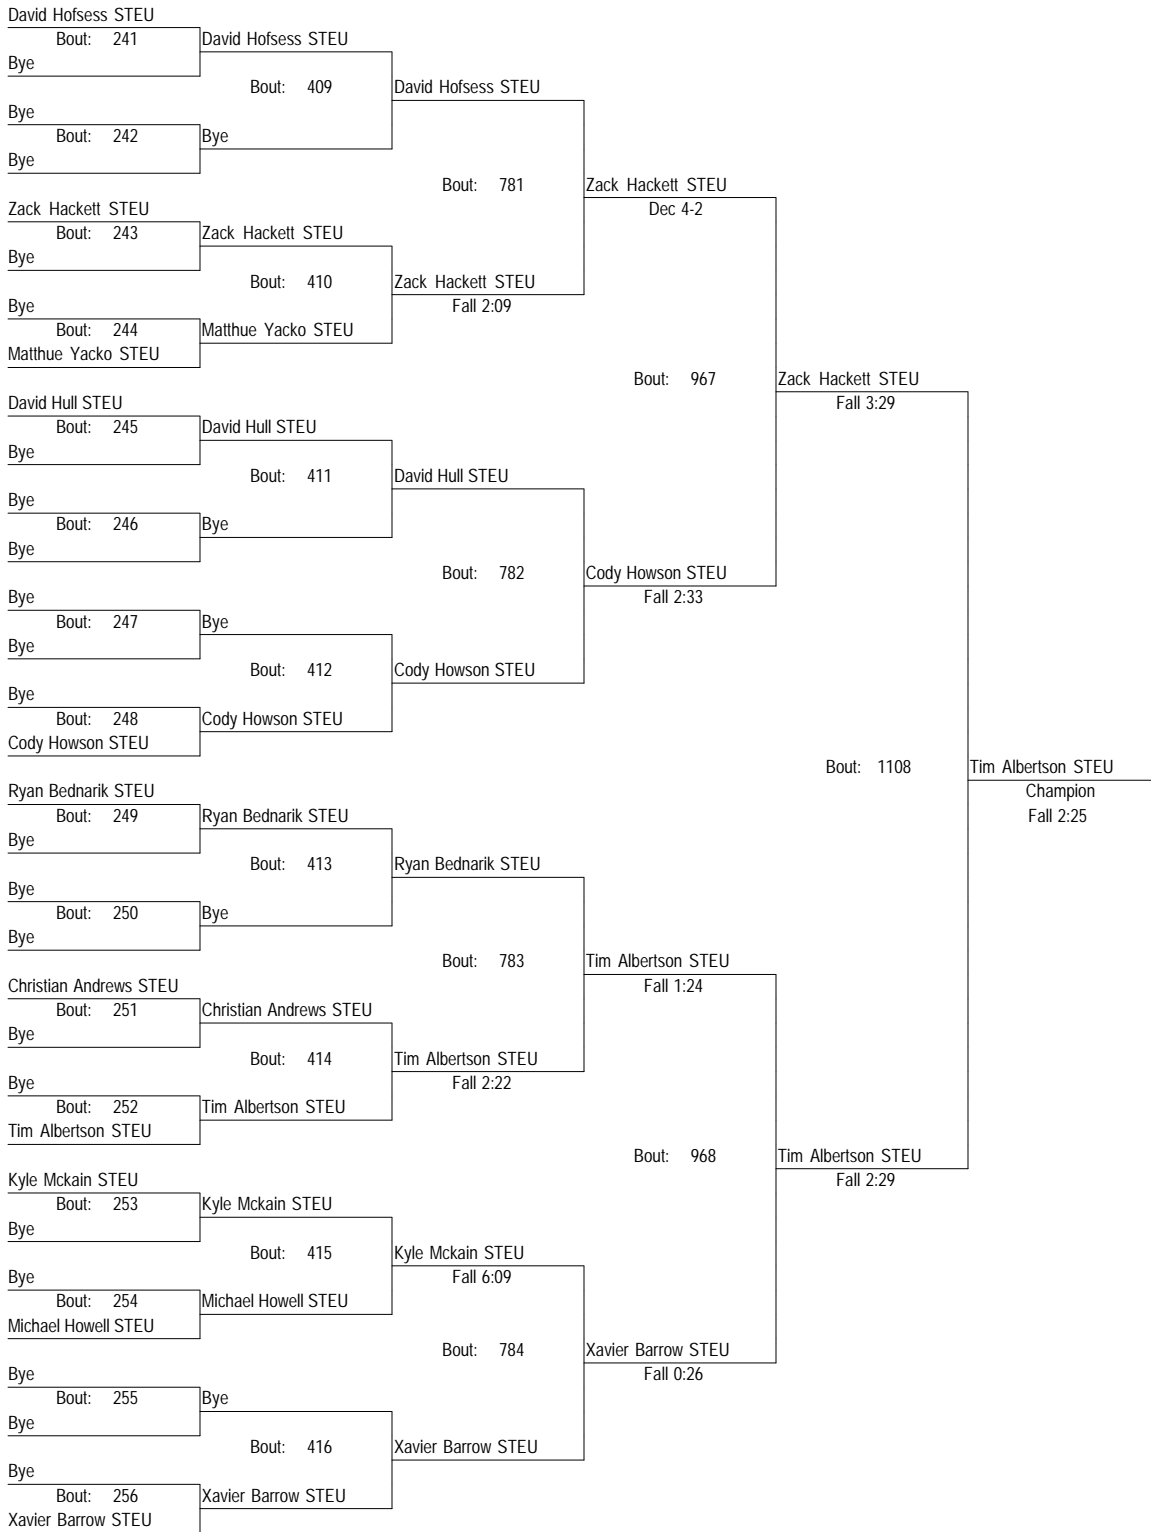 David Hofsess STEU
Bout: 241
David Hofsess STEU
Bye
Bout: 409
David Hofsess STEU
Bye
Bout: 242
Bye
Bye
Bout: 781
Zack Hackett STEU
Dec 4-2
Zack Hackett STEU
Bout: 243
Zack Hackett STEU
Bye
Bout: 410
Zack Hackett STEU
Fall 2:09
Bye
Bout: 244
Matthue Yacko STEU
Matthue Yacko STEU
Bout: 967
Zack Hackett STEU
Fall 3:29
David Hull STEU
Bout: 245
David Hull STEU
Bye
Bout: 411
David Hull STEU
Bye
Bout: 246
Bye
Bye
Bout: 782
Cody Howson STEU
Fall 2:33
Bye
Bout: 247
Bye
Bye
Bout: 412
Cody Howson STEU
Bye
Bout: 248
Cody Howson STEU
Cody Howson STEU
Bout: 1108
Tim Albertson STEU
Champion
Fall 2:25
Ryan Bednarik STEU
Bout: 249
Ryan Bednarik STEU
Bye
Bout: 413
Ryan Bednarik STEU
Bye
Bout: 250
Bye
Bye
Bout: 783
Tim Albertson STEU
Fall 1:24
Christian Andrews STEU
Bout: 251
Christian Andrews STEU
Bye
Bout: 414
Tim Albertson STEU
Fall 2:22
Bye
Bout: 252
Tim Albertson STEU
Tim Albertson STEU
Bout: 968
Tim Albertson STEU
Fall 2:29
Kyle Mckain STEU
Bout: 253
Kyle Mckain STEU
Bye
Bout: 415
Kyle Mckain STEU
Fall 6:09
Bye
Bout: 254
Michael Howell STEU
Michael Howell STEU
Bout: 784
Xavier Barrow STEU
Fall 0:26
Bye
Bout: 255
Bye
Bye
Bout: 416
Xavier Barrow STEU
Bye
Bout: 256
Xavier Barrow STEU
Xavier Barrow STEU